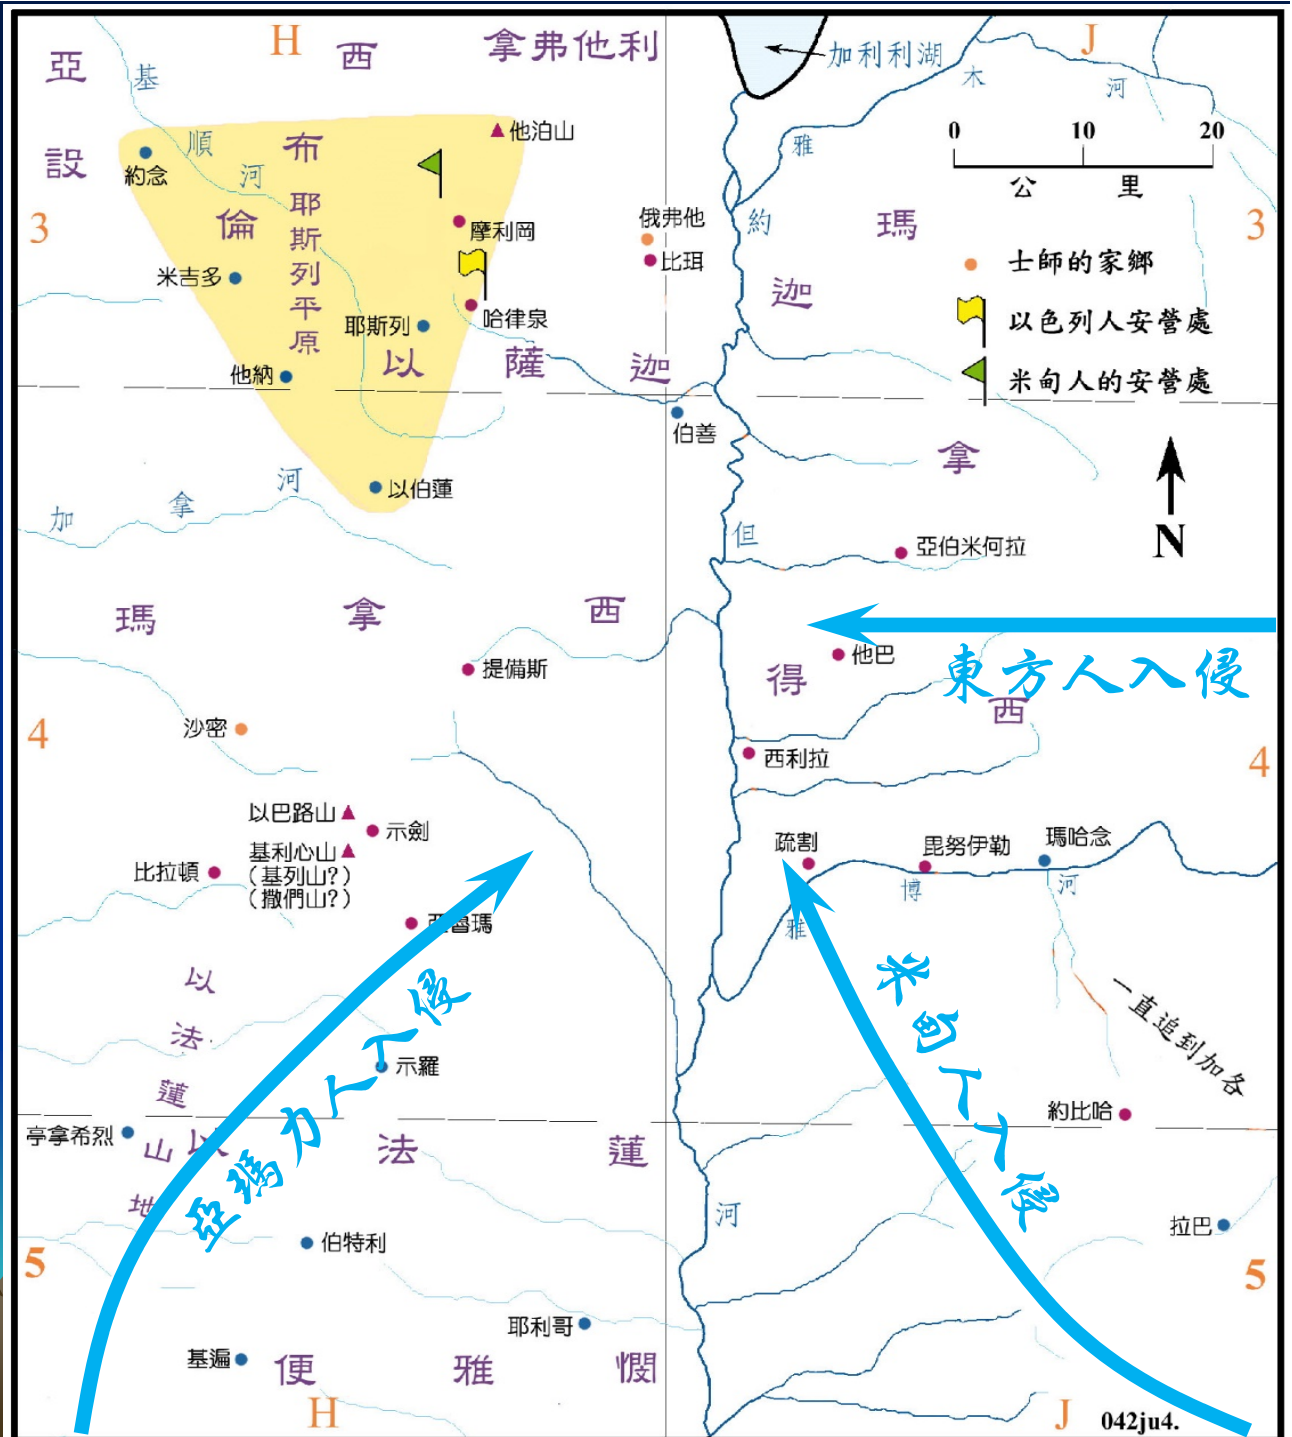 H
J
亞設
西布倫
拿弗他利
加利利湖
基順河
雅木河
0 10 20
公里
他泊山
約念
耶斯列平原
摩利岡
俄弗他
比珥
米吉多
哈律泉
耶斯列
他納
以薩迦
瑪拿西
3
3
士師的家鄉
以色列人安營處
米甸人的安營處
N
伯善
以伯蓮
加拿河
約但河
亞伯米何拉
瑪拿西
東方人入侵
迦得
他巴
提備斯
沙密
西利拉
4
4
以巴路山
示劍
基利心山
(基列山?)
(撒們山?)
比拉頓
亞魯瑪
疏割
毘努伊勒
瑪哈念
雅博河
米甸人入侵
一直追到加各
亞瑪力人入侵
以法蓮山地
示羅
約比哈
亭拿希烈
以法蓮
伯特利
拉巴
5
5
耶利哥
基遍
便雅憫
H
J
042ju4.